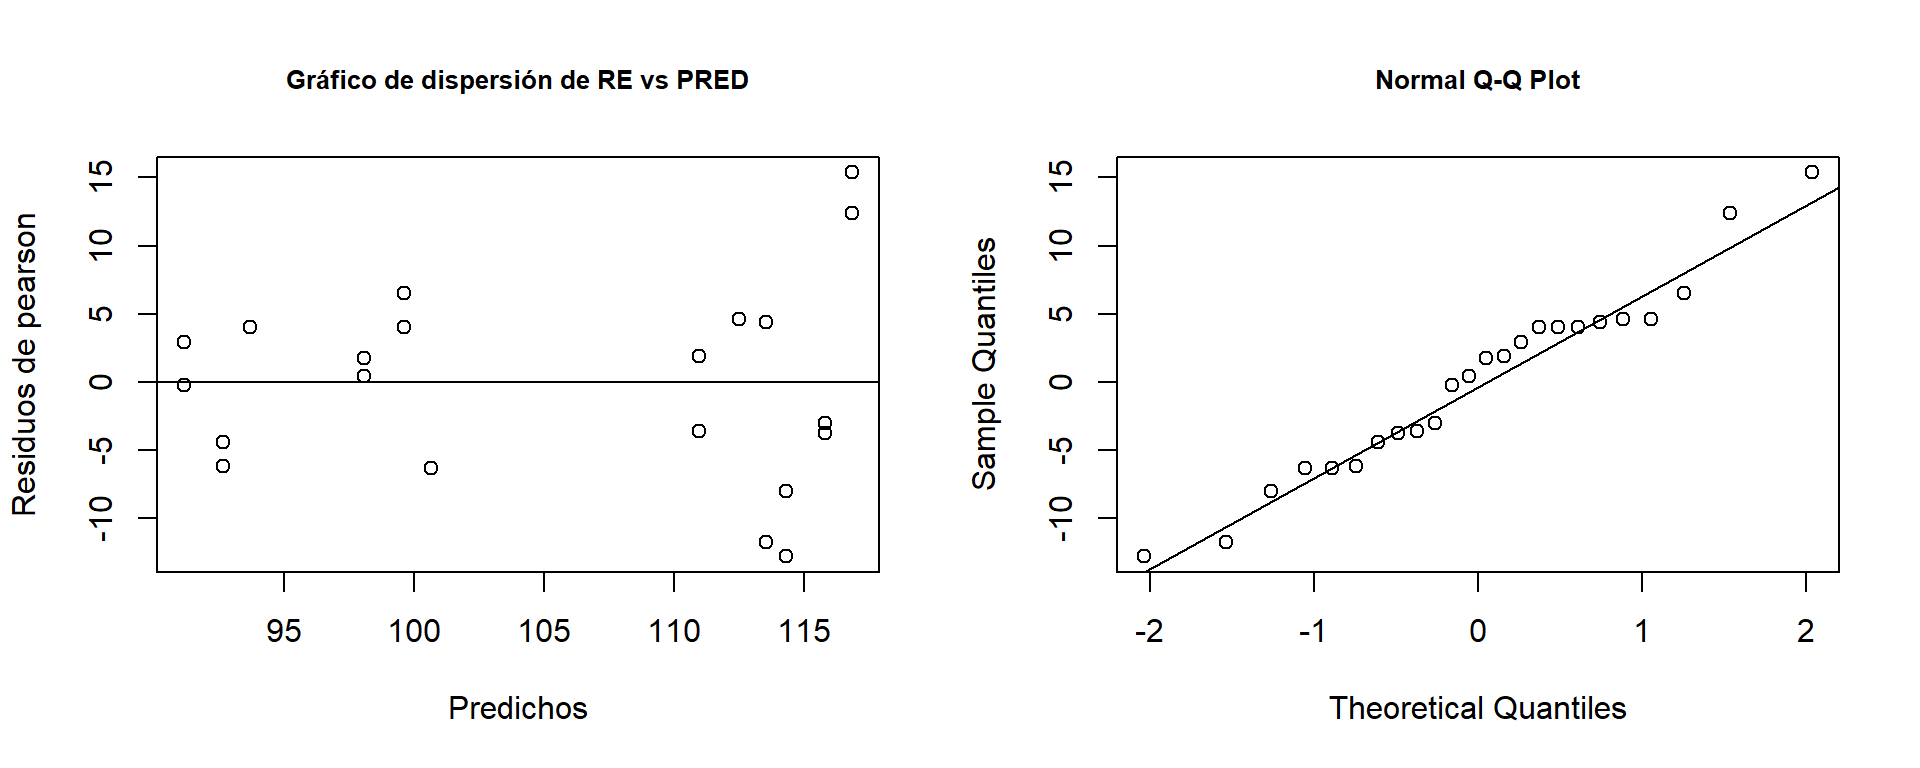 Gráfico de dispersión de RE vs PRED
Residuos de pearson
15
10
5
0
-5
-10
95 100 105 110 115
Predichos
Normal Q-Q Plot
Sample Quantiles
15
10
5
0
-5
-10
-2 -1 0 1 2
Theoretical Quantiles